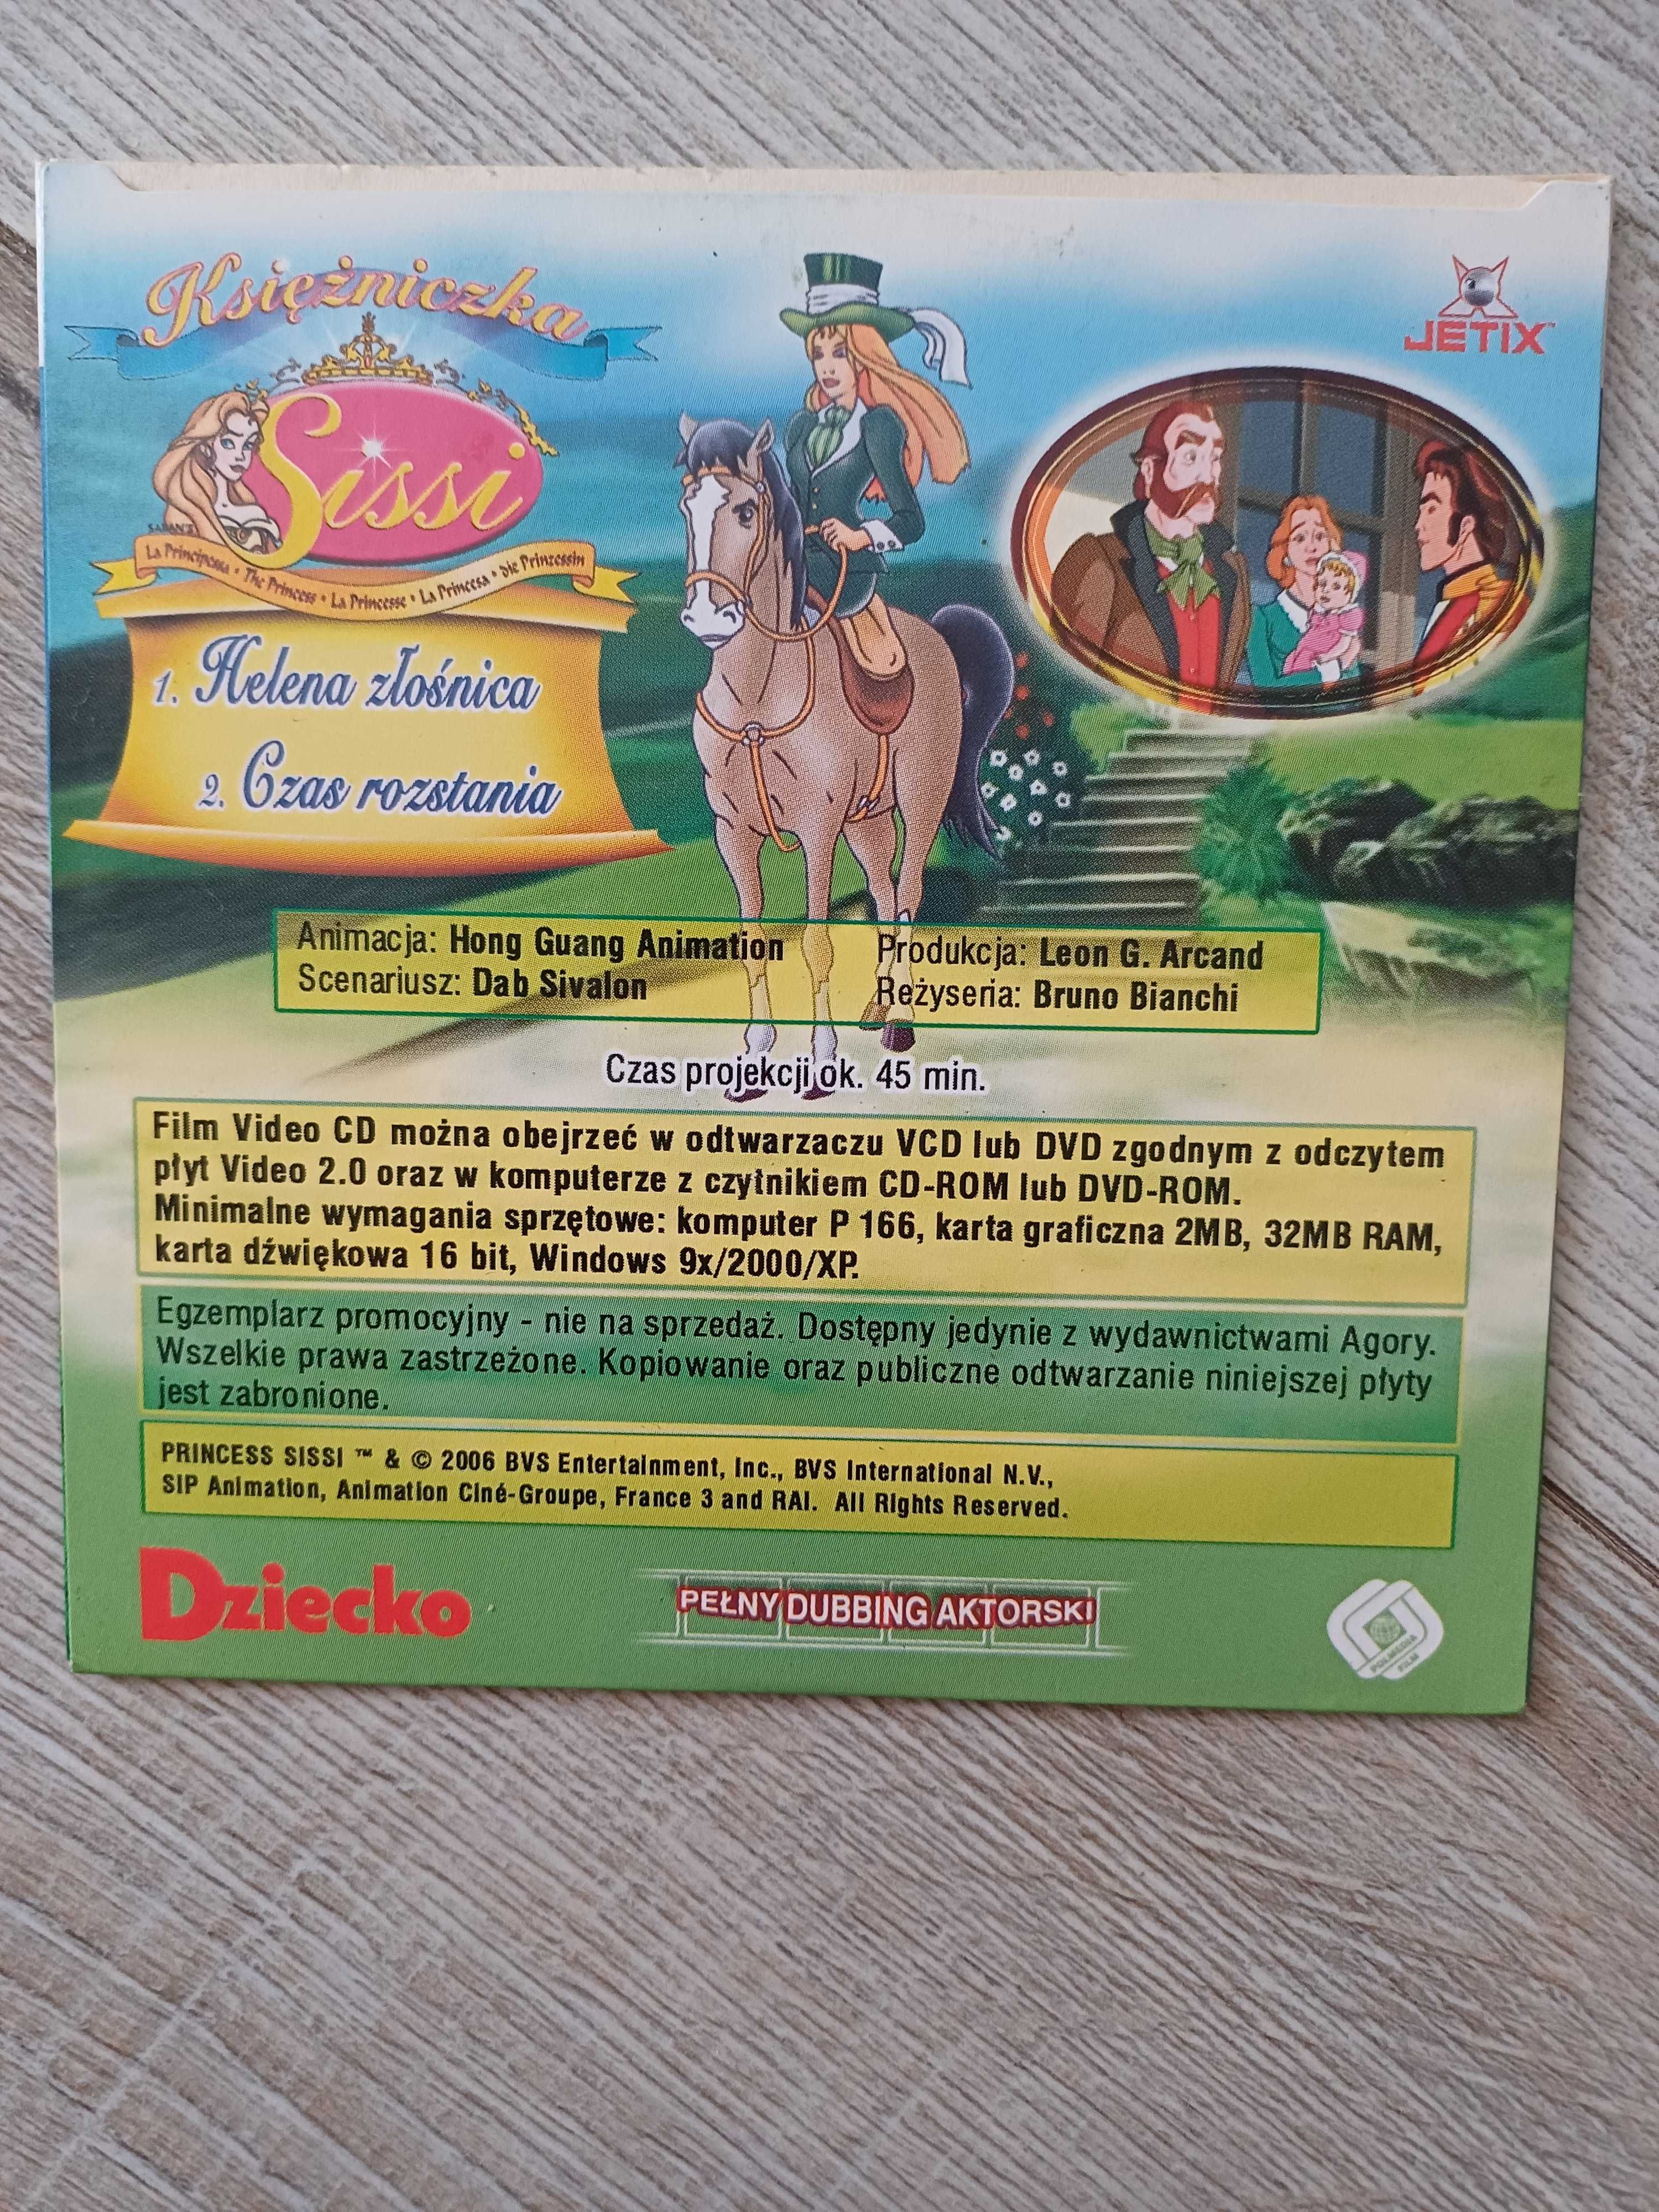 Księżniczka
JETIX™
Sissi
SABAN'S
La Principessa • The Princess • La Princesse • La Princesa • die Prinzessin
1. Helena złośnica
2. Czas rozstania
Animacja: Hong Guang Animation
Scenariusz: Dab Sivalon
Produkcja: Leon G. Arcand
Reżyseria: Bruno Bianchi
Czas projekcji ok. 45 min.
Film Video CD można obejrzeć w odtwarzaczu VCD lub DVD zgodnym z odczytem
płyt Video 2.0 oraz w komputerze z czytnikiem CD-ROM lub DVD-ROM.
Minimalne wymagania sprzętowe: komputer P 166, karta graficzna 2MB, 32MB RAM,
karta dźwiękowa 16 bit, Windows 9x/2000/XP.
Egzemplarz promocyjny - nie na sprzedaż. Dostępny jedynie z wydawnictwami Agory.
Wszelkie prawa zastrzeżone. Kopiowanie oraz publiczne odtwarzanie niniejszej płyty
jest zabronione.
PRINCESS SISSI ™ & © 2006 BVS Entertainment, Inc., BVS International N.V.,
SIP Animation, Animation Ciné-Groupe, France 3 and RAI. All Rights Reserved.
Dziecko
PEŁNY DUBBING AKTORSKI
POLMEDIA
FILM